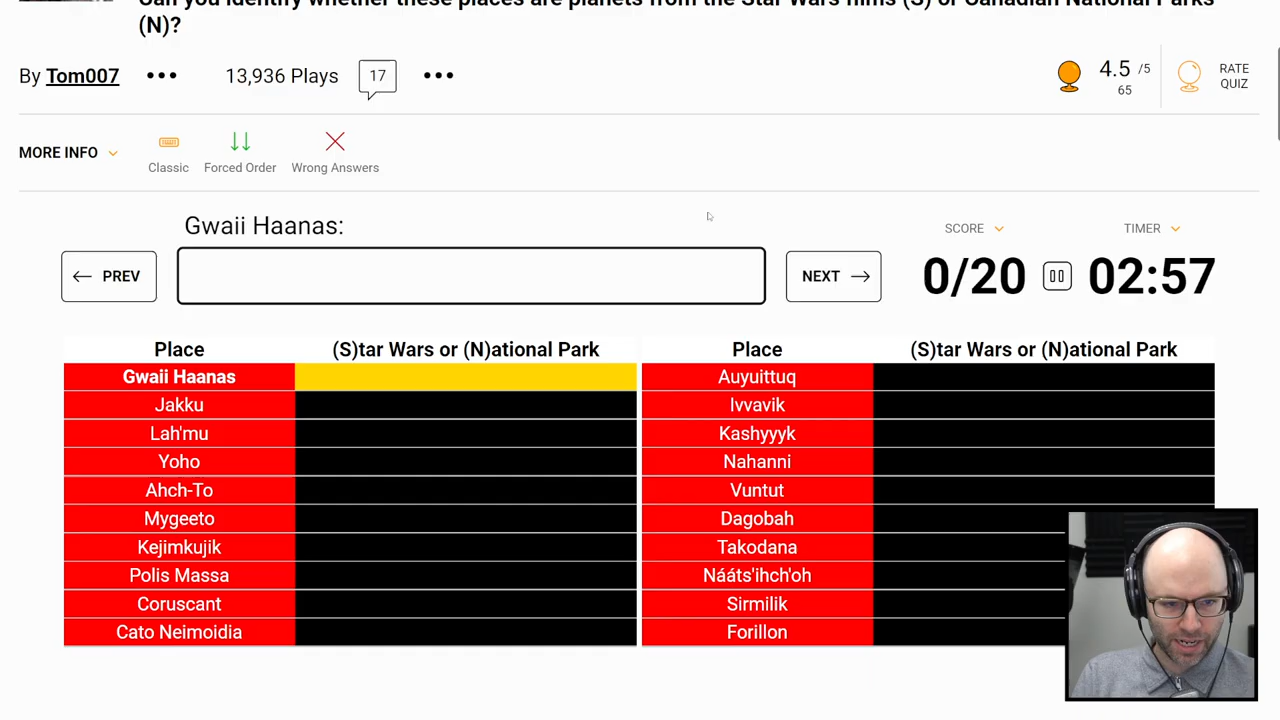 Can you identify whether these places are planets from the Star Wars films (S) or Canadian National Parks
(N)?
By Tom007 ••• 13,936 Plays 17 •••
4.5 /5
65
RATE
QUIZ
MORE INFO
Classic
Forced Order
Wrong Answers
Gwaii Haanas:
← PREV
NEXT →
SCORE
0/20
TIMER
02:57
Place (S)tar Wars or (N)ational Park
Gwaii Haanas
Jakku
Lah'mu
Yoho
Ahch-To
Mygeeto
Kejimkujik
Polis Massa
Coruscant
Cato Neimoidia
Place (S)tar Wars or (N)ational Park
Auyuittuq
Ivvavik
Kashyyyk
Nahanni
Vuntut
Dagobah
Takodana
Nááts'ihch'oh
Sirmilik
Forillon